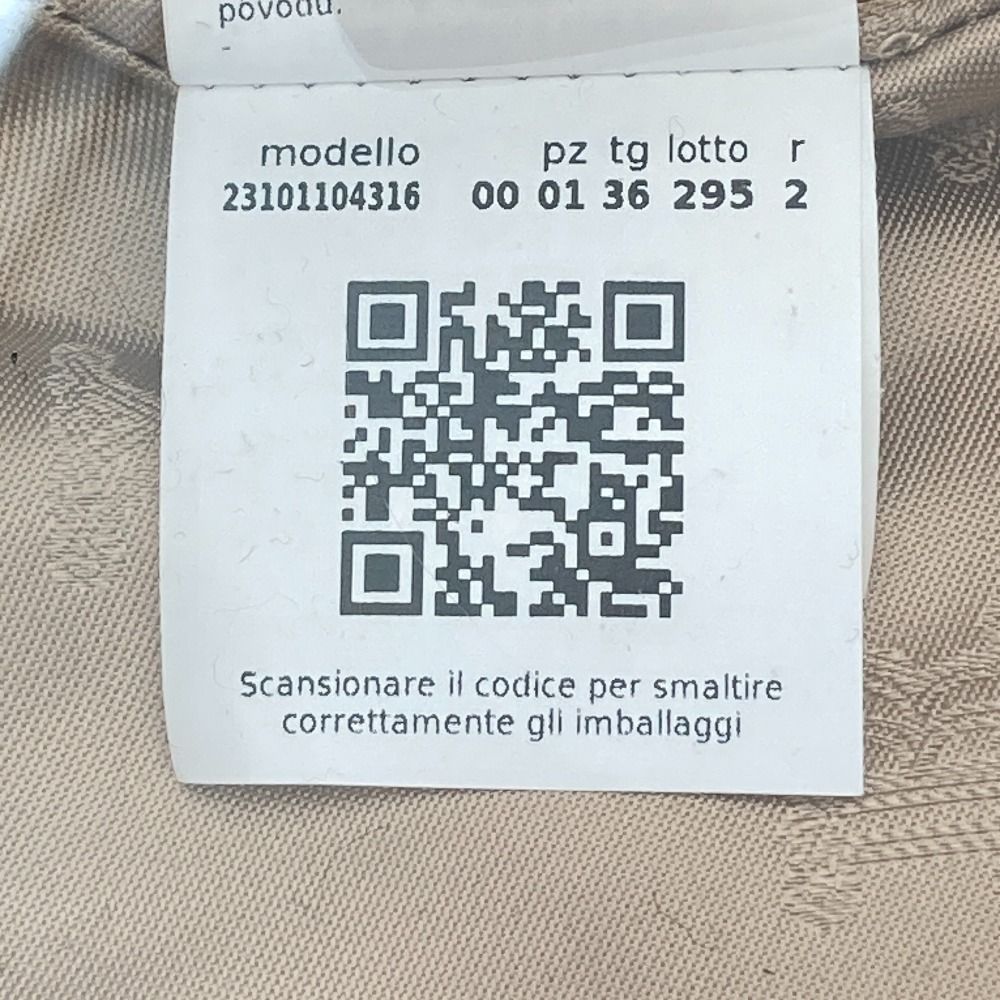 povodu.
-
modello pz tg lotto r
23101104316 00 01 36 295 2
Scansionare il codice per smaltire
correttamente gli imballaggi